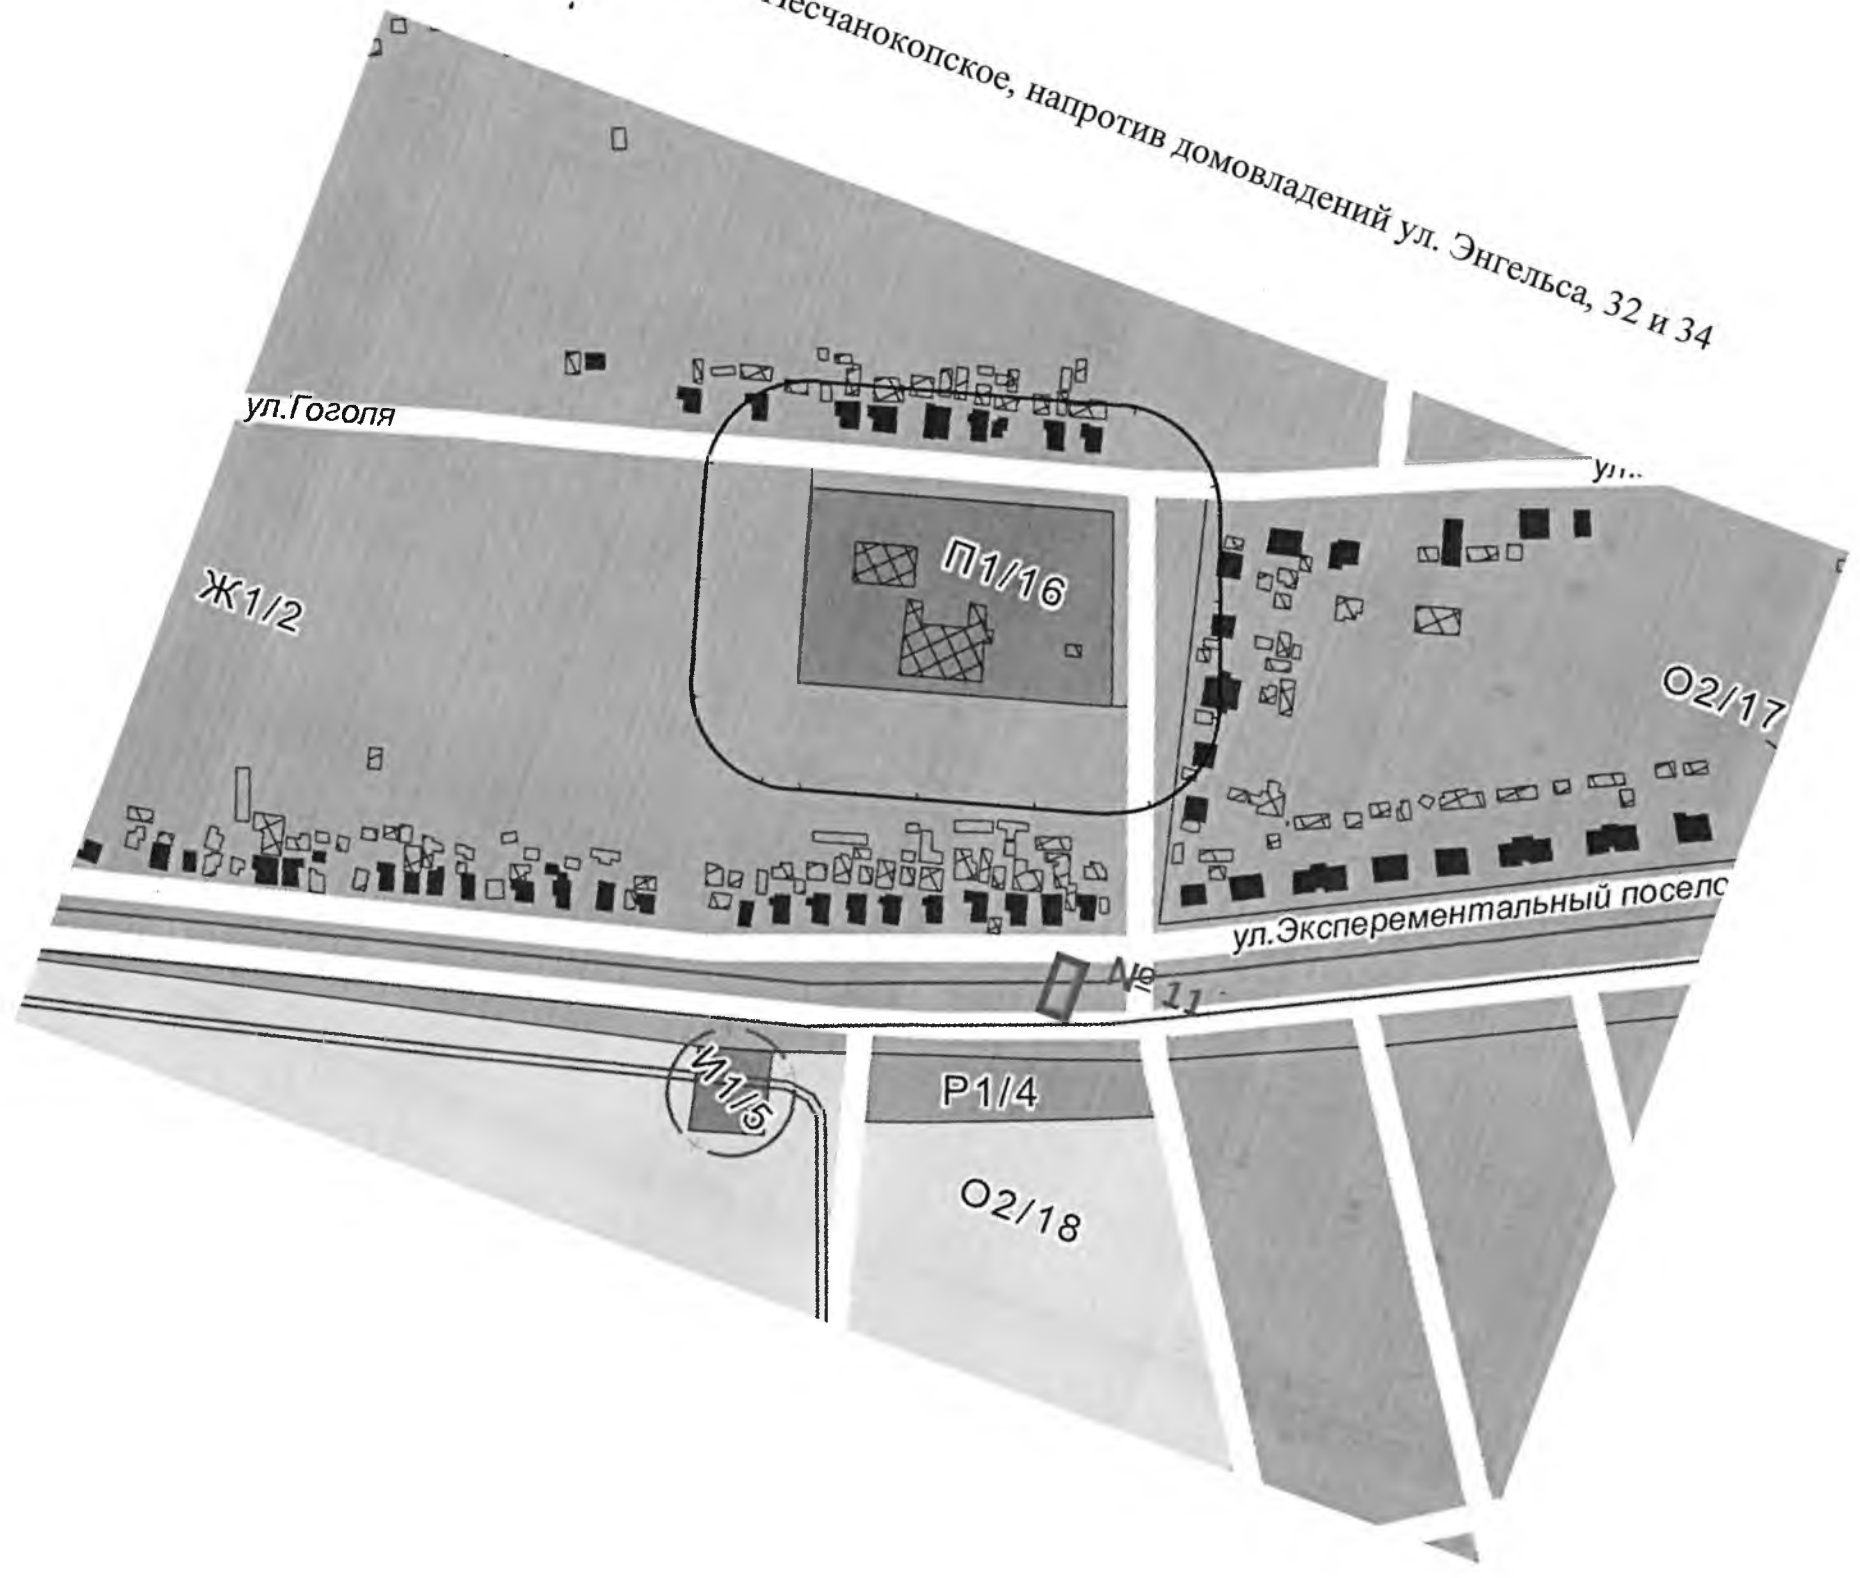 Песчанокопское, напротив домовладений ул. Энгельса, 32 и 34
ул.Гоголя
ул..
П1/16
Ж1/2
О2/17
ул.Эксперементальный посело
№ 11
И1/5
Р1/4
О2/18